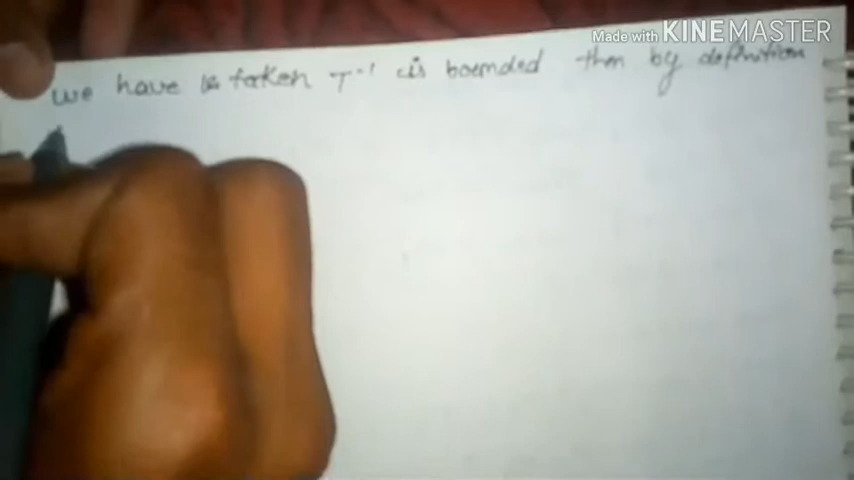 Made with KINEMASTER
we have taken T⁻¹ is bounded then by definition